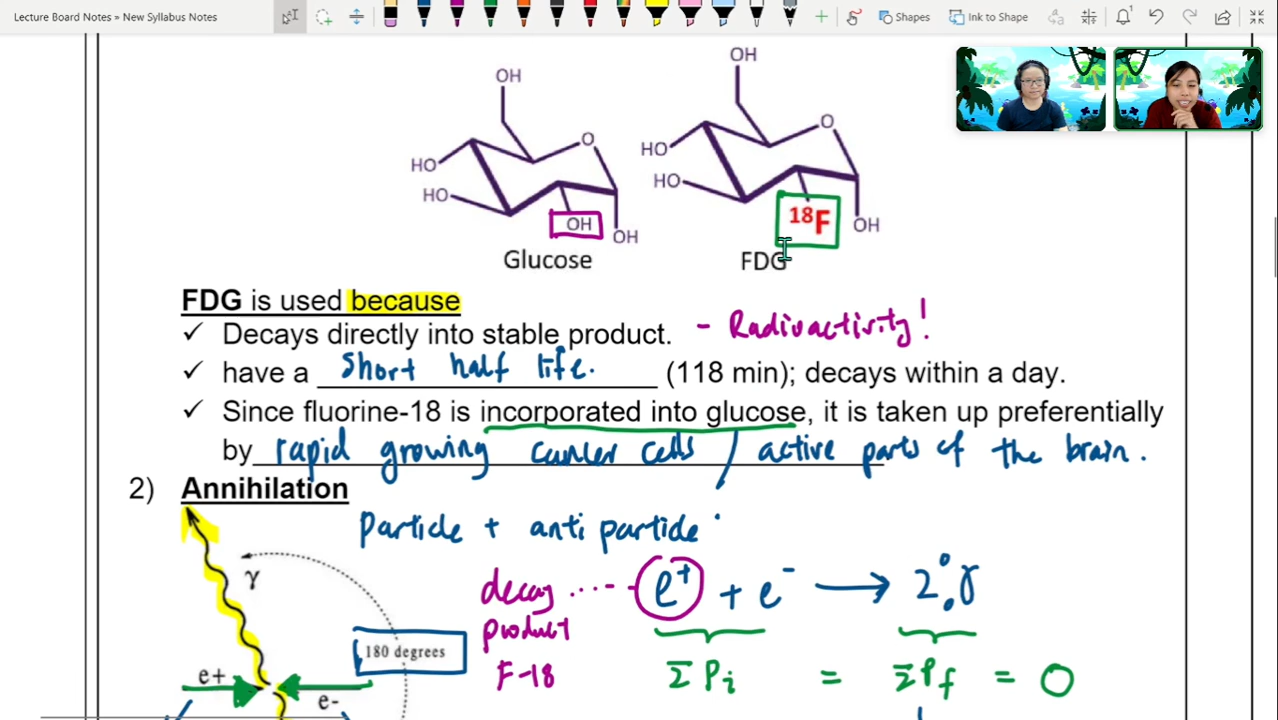 Lecture Board Notes » New Syllabus Notes
Shapes
Ink to Shape
OH
OH
O
O
HO
HO
HO
HO
OH
OH
18F
OH
Glucose
FDG
FDG is used because
✓ Decays directly into stable product. - Radioactivity!
✓ have a short half life. (118 min); decays within a day.
✓ Since fluorine-18 is incorporated into glucose, it is taken up preferentially
by rapid growing cancer cells / active parts of the brain.
2) Annihilation
Particle + anti particle
γ
decay ..... e⁺ + e⁻ → 2⁰₀γ
product
180 degrees
F-18
Σ Pi = Σ Pf = 0
e+
e-